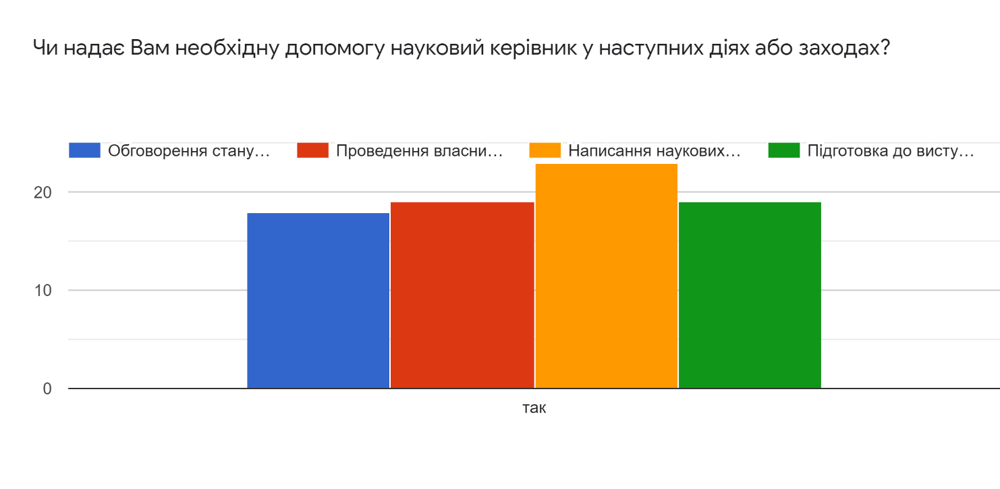 Чи надає Вам необхідну допомогу науковий керівник у наступних діях або заходах?
Обговорення стану… Проведення власни… Написання наукових… Підготовка до висту…
20
10
0
так